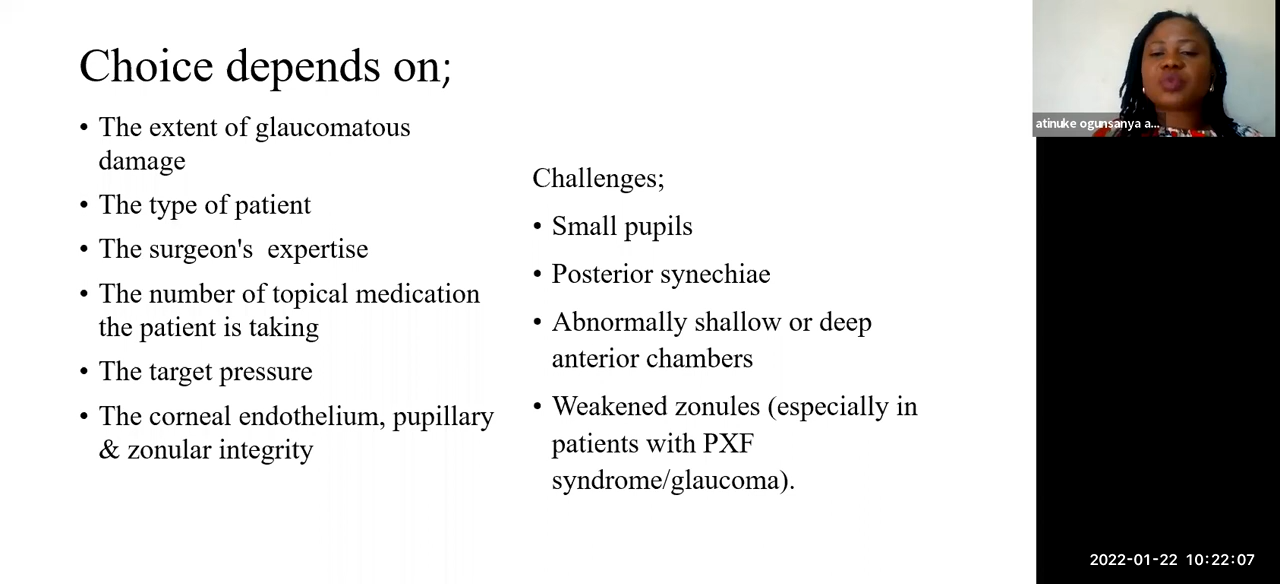 Choice depends on;
• The extent of glaucomatous
damage
• The type of patient
• The surgeon's  expertise
• The number of topical medication
the patient is taking
• The target pressure
• The corneal endothelium, pupillary
& zonular integrity
Challenges;
• Small pupils
• Posterior synechiae
• Abnormally shallow or deep
anterior chambers
• Weakened zonules (especially in
patients with PXF
syndrome/glaucoma).
atinuke ogunsanya a...
2022-01-22 10:22:07